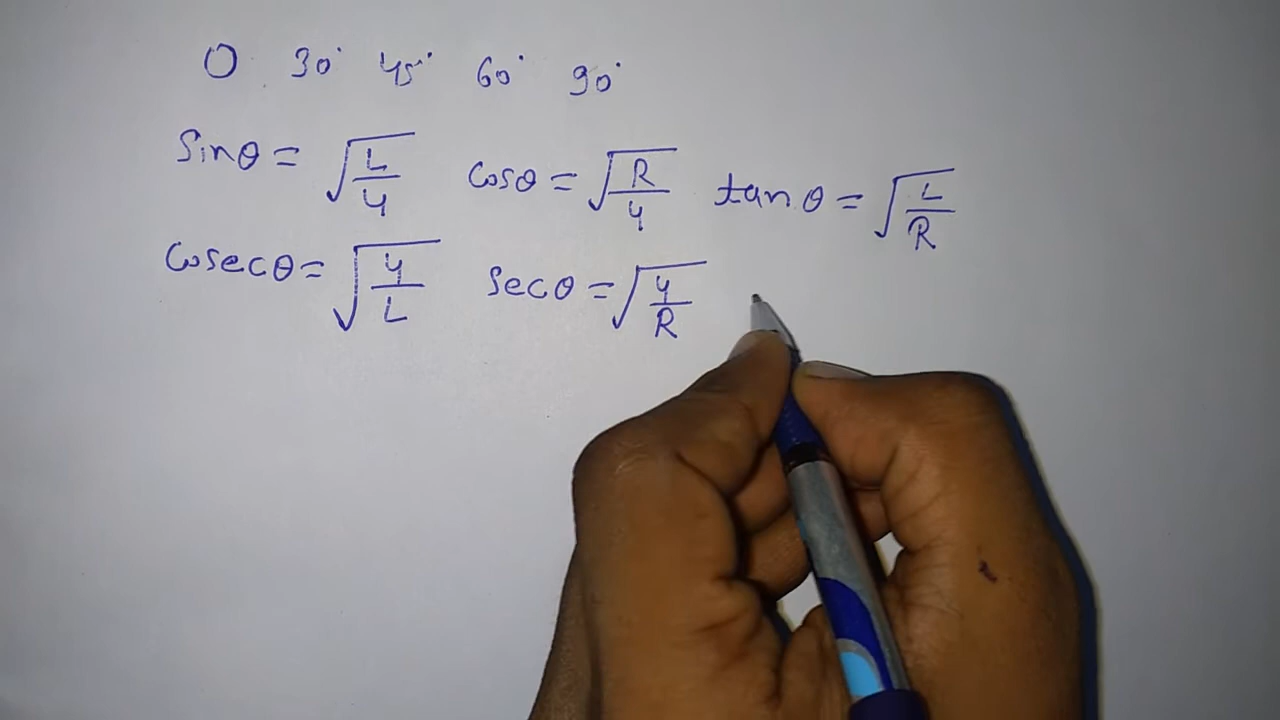 0 30° 45° 60° 90°
Sinθ = √(L/4) Cosθ = √(R/4) tanθ = √(L/R)
Cosecθ = √(4/L) Secθ = √(4/R)